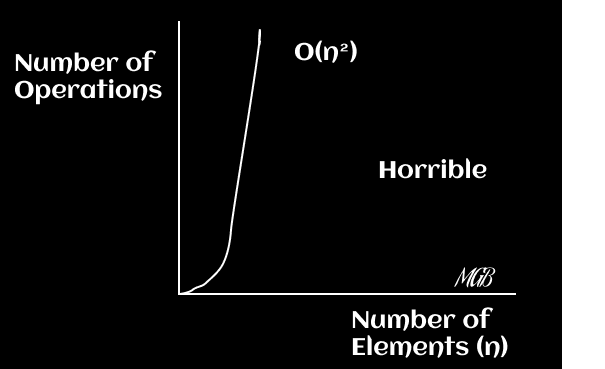 Number of
Operations
O(n²)
Horrible
MGB
Number of
Elements (n)